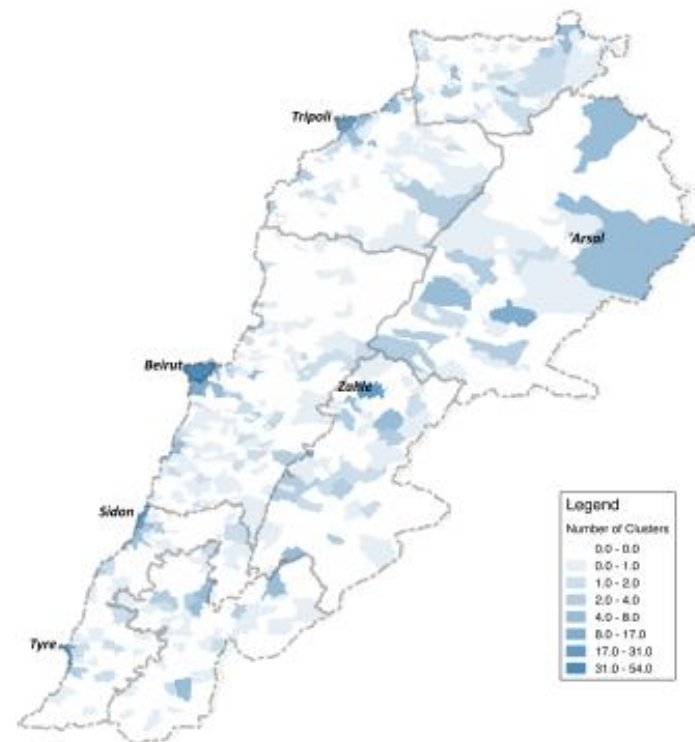 Tripoli
'Arsal
Beirut
Zahle
Sidon
Tyre
Legend
Number of Clusters
0.0 - 0.0
0.0 - 1.0
1.0 - 2.0
2.0 - 4.0
4.0 - 8.0
8.0 - 17.0
17.0 - 31.0
31.0 - 54.0